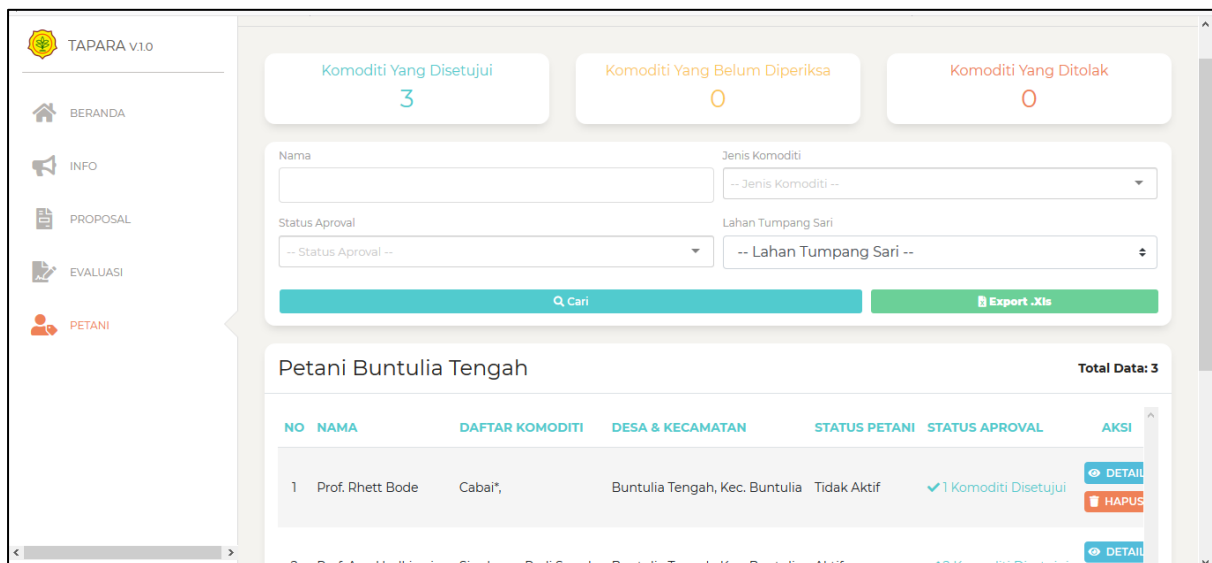 TAPARA V.1.0
BERANDA
INFO
PROPOSAL
EVALUASI
PETANI
Komoditi Yang Disetujui
3
Komoditi Yang Belum Diperiksa
0
Komoditi Yang Ditolak
0
Nama
Jenis Komoditi
-- Jenis Komoditi --
Status Aproval
Lahan Tumpang Sari
-- Status Aproval --
-- Lahan Tumpang Sari --
Cari
Export .Xls
Petani Buntulia Tengah
Total Data: 3
NO NAMA DAFTAR KOMODITI DESA & KECAMATAN STATUS PETANI STATUS APROVAL AKSI
1 Prof. Rhett Bode Cabai*, Buntulia Tengah, Kec. Buntulia Tidak Aktif 1 Komoditi Disetujui DETAIL
HAPUS
DETAIL